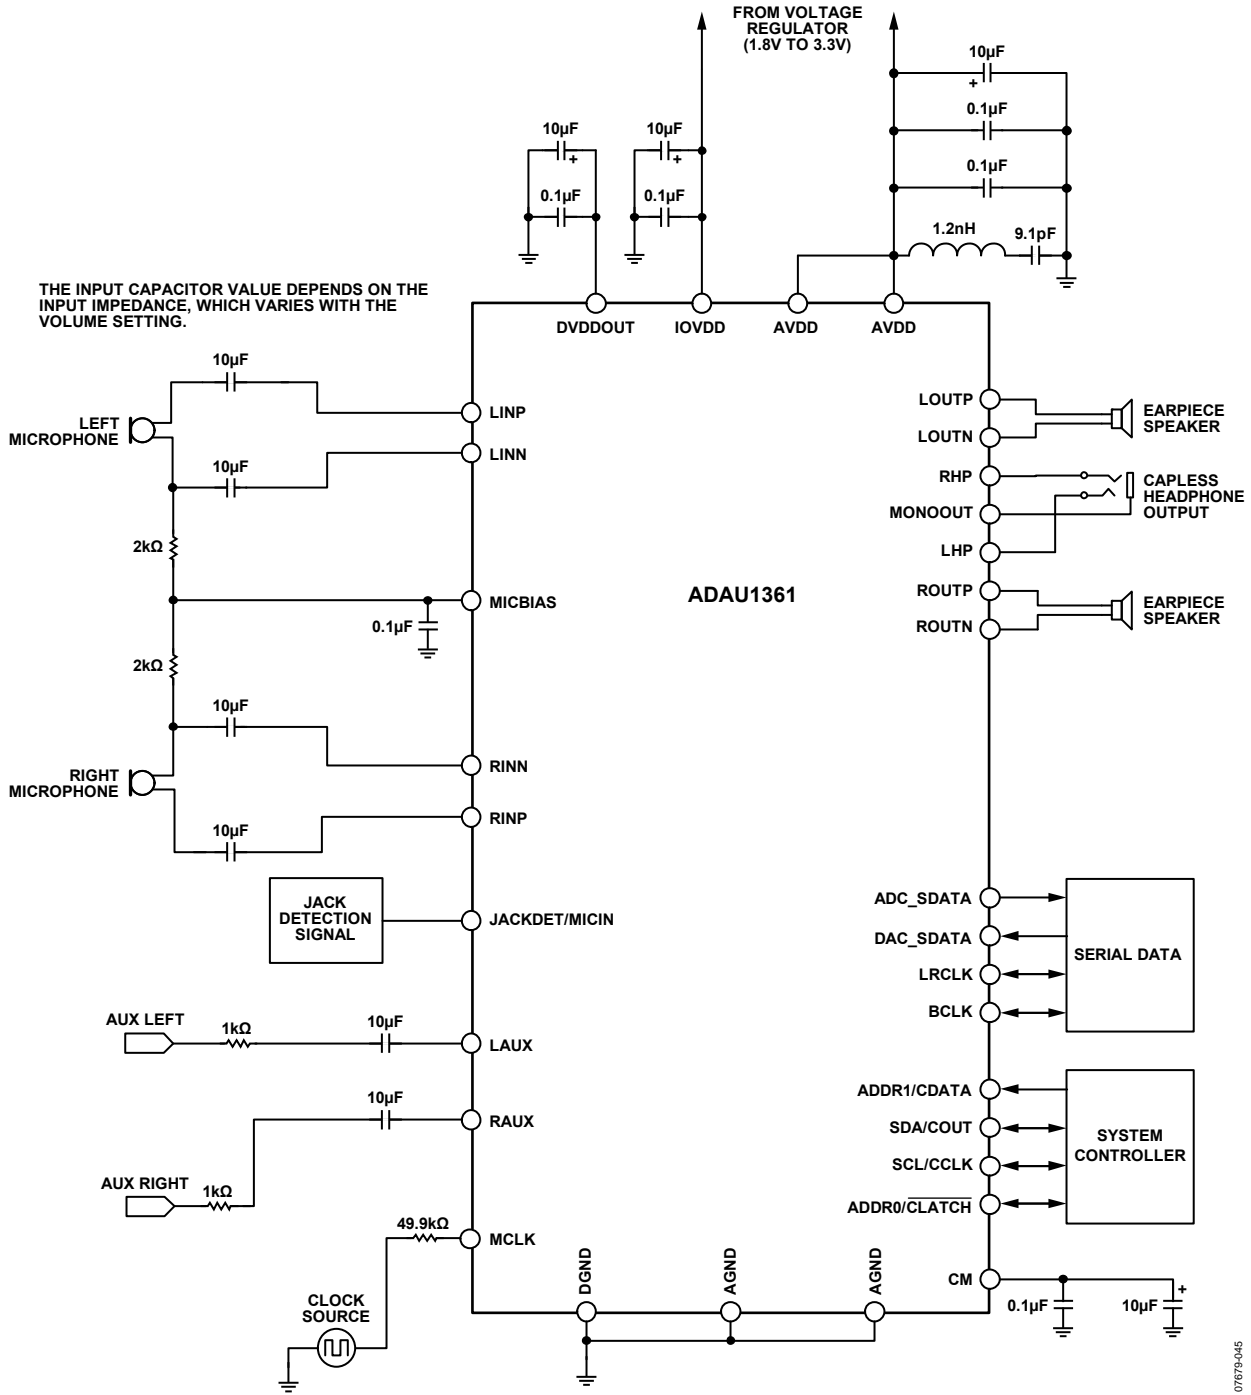 FROM VOLTAGE
REGULATOR
(1.8V TO 3.3V)
10µF
+
0.1µF
0.1µF
1.2nH
9.1pF
10µF
+
0.1µF
10µF
+
0.1µF
THE INPUT CAPACITOR VALUE DEPENDS ON THE
INPUT IMPEDANCE, WHICH VARIES WITH THE
VOLUME SETTING.
DVDDOUT
IOVDD
AVDD
AVDD
10µF
LEFT
MICROPHONE
10µF
2kΩ
0.1µF
2kΩ
10µF
RIGHT
MICROPHONE
10µF
LINP
LINN
MICBIAS
RINN
RINP
JACK
DETECTION
SIGNAL
JACKDET/MICIN
AUX LEFT
1kΩ
10µF
LAUX
10µF
RAUX
AUX RIGHT
1kΩ
49.9kΩ
MCLK
CLOCK
SOURCE
ADAU1361
LOUTP
LOUTN
EARPIECE
SPEAKER
RHP
MONOOUT
LHP
CAPLESS
HEADPHONE
OUTPUT
ROUTP
ROUTN
EARPIECE
SPEAKER
ADC_SDATA
DAC_SDATA
LRCLK
BCLK
SERIAL DATA
ADDR1/CDATA
SDA/COUT
SCL/CCLK
ADDR0/CLATCH
SYSTEM
CONTROLLER
DGND
AGND
AGND
CM
0.1µF
10µF
+
07679-045